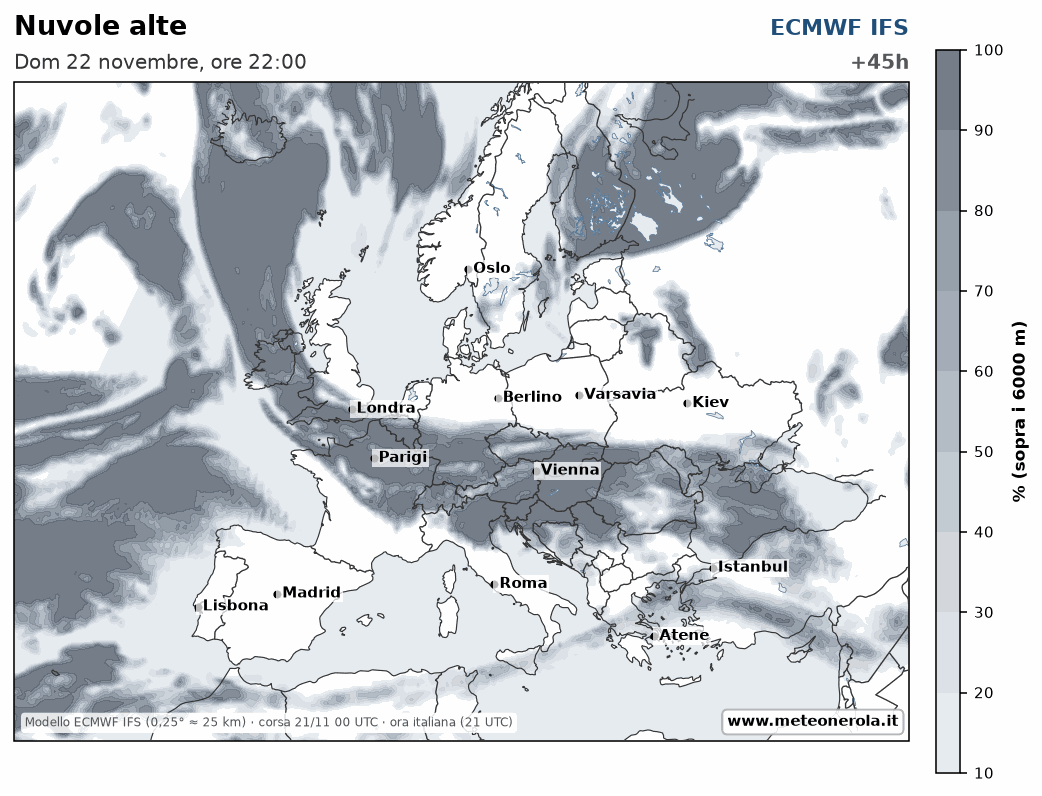 Nuvole alte
ECMWF IFS
Dom 22 novembre, ore 22:00
+45h
100
90
80
70
60
50
40
30
20
10
% (sopra i 6000 m)
Oslo
Berlino
Varsavia
Kiev
Londra
Parigi
Vienna
Istanbul
Roma
Madrid
Lisbona
Atene
Modello ECMWF IFS (0,25° ≈ 25 km) · corsa 21/11 00 UTC · ora italiana (21 UTC)
www.meteonerola.it